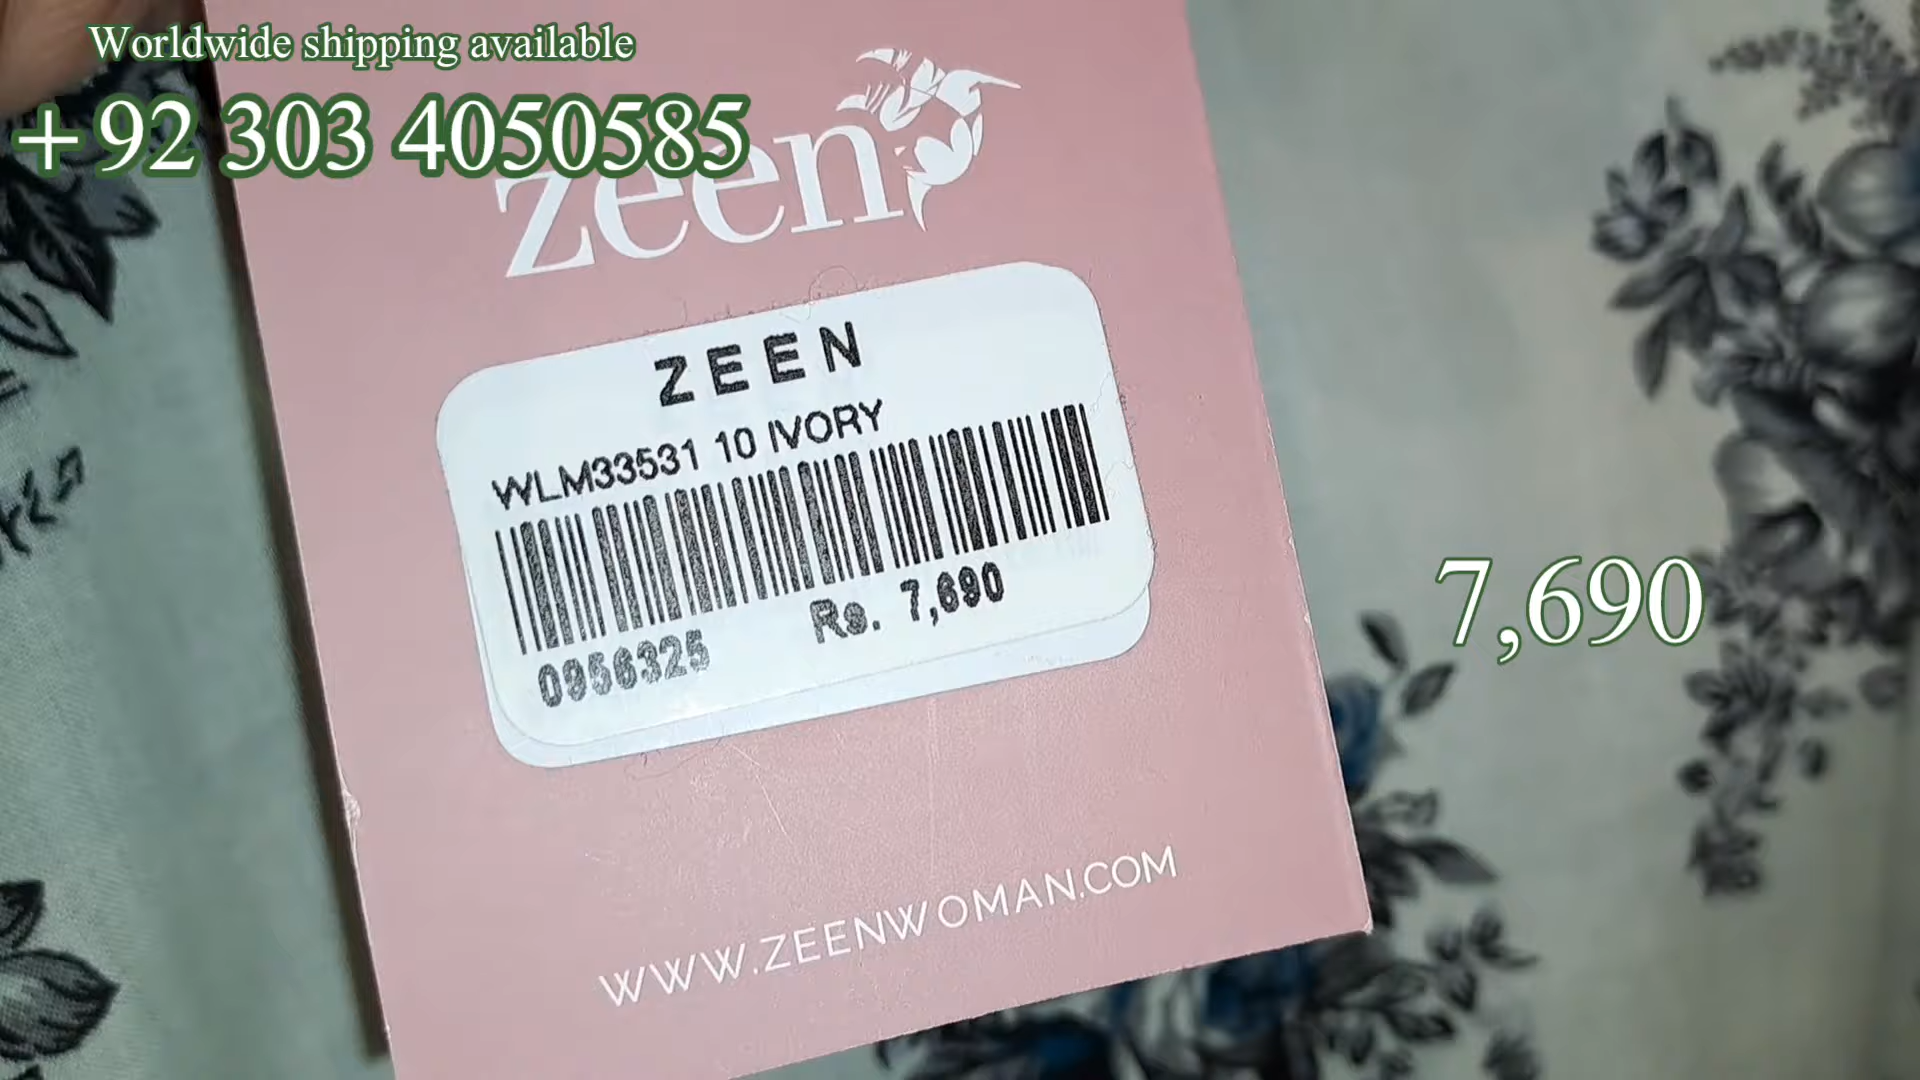 Worldwide shipping available
+92 303 4050585
zeen
ZEEN
WLM33531 10 IVORY
0956325
Rs. 7,690
7,690
WWW.ZEENWOMAN.COM